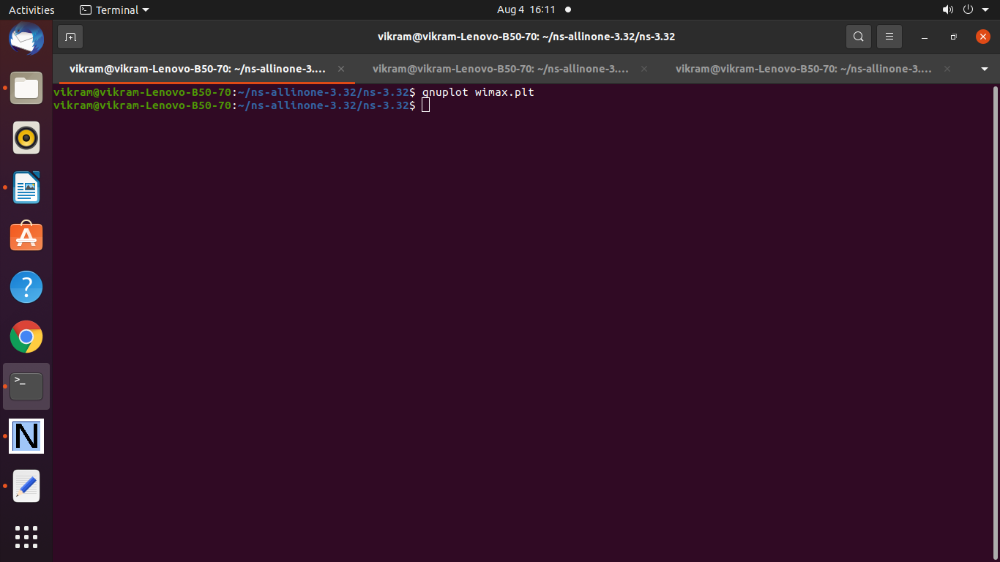 Activities Terminal Aug 4 16:11
vikram@vikram-Lenovo-B50-70: ~/ns-allinone-3.32/ns-3.32
vikram@vikram-Lenovo-B50-70: ~/ns-allinone-3.… vikram@vikram-Lenovo-B50-70: ~/ns-allinone-3.… vikram@vikram-Lenovo-B50-70: ~/ns-allinone-3.…
vikram@vikram-Lenovo-B50-70:~/ns-allinone-3.32/ns-3.32$ gnuplot wimax.plt
vikram@vikram-Lenovo-B50-70:~/ns-allinone-3.32/ns-3.32$
?
>_
N